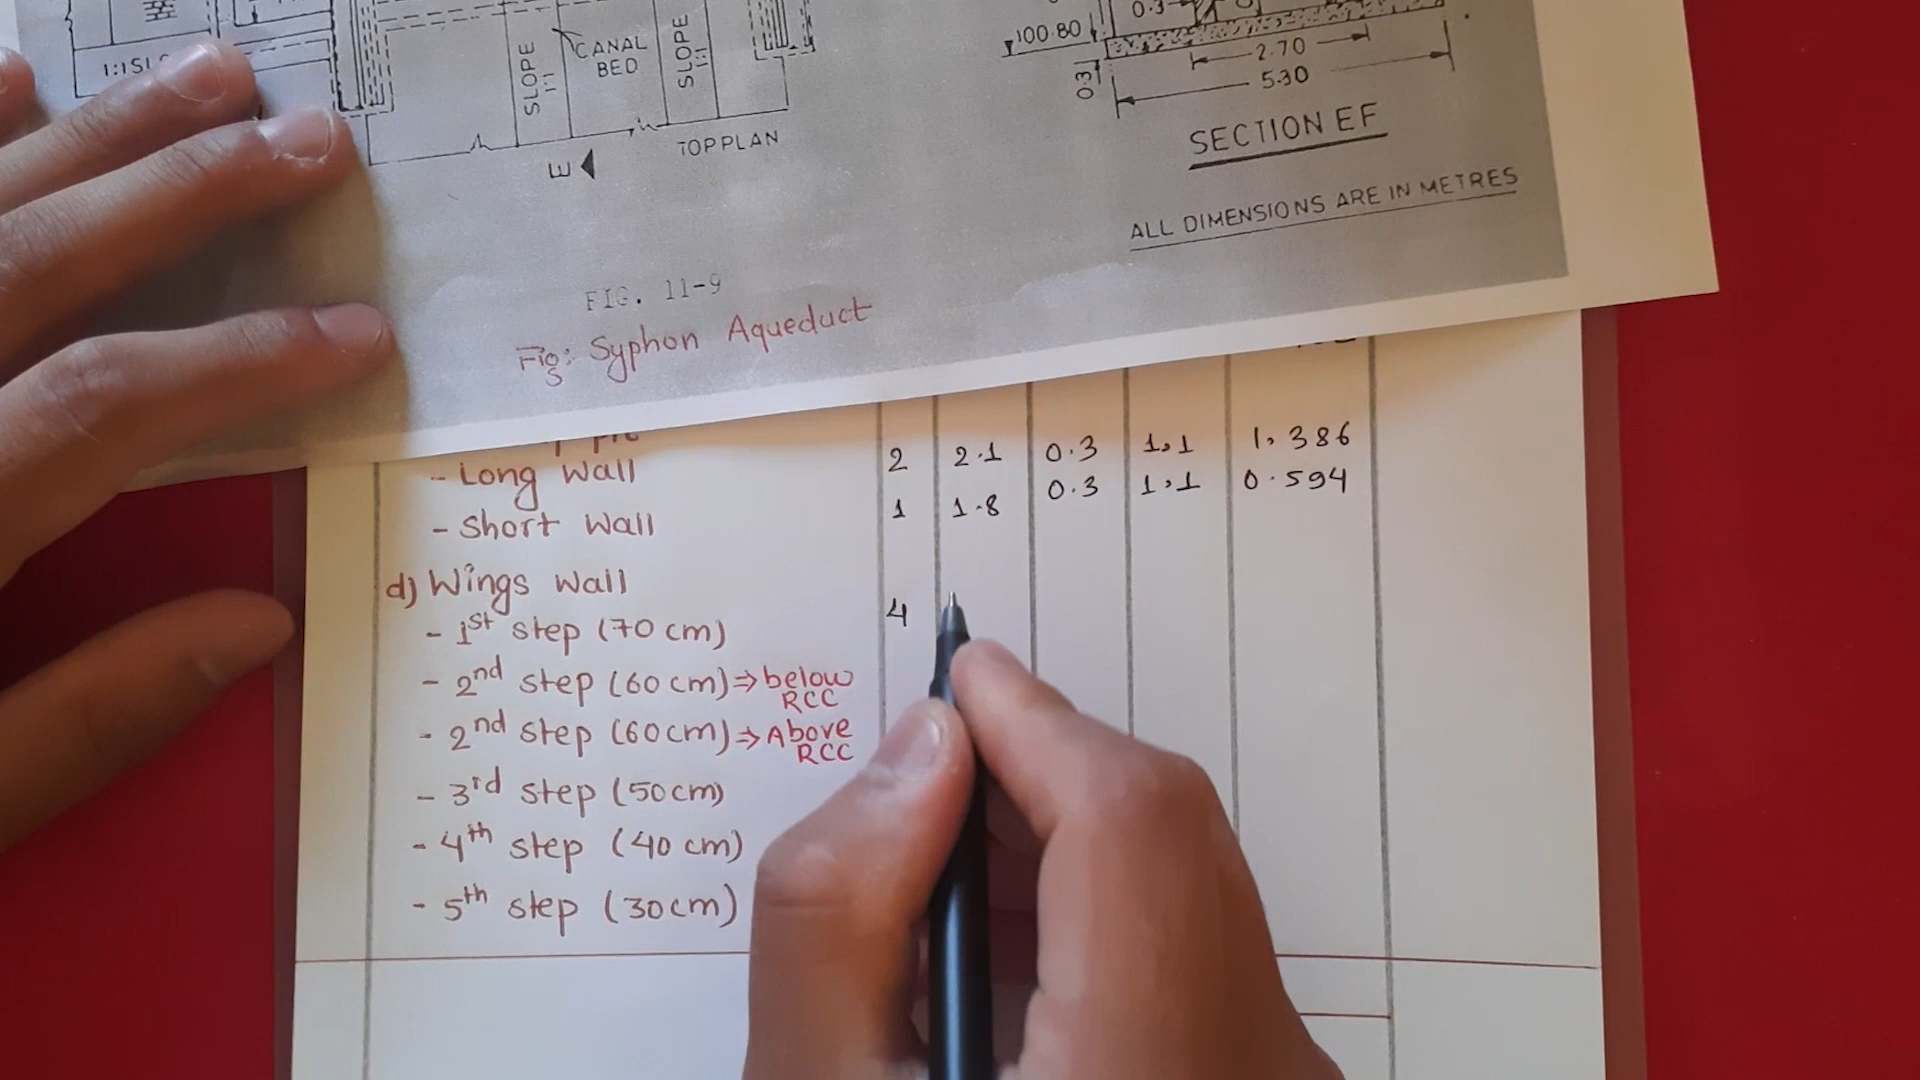 SLOPE
1:1
CANAL
BED
SLOPE
1:1
TOP PLAN
E
FIG. 11-9
Fig: Syphon Aqueduct
100.80
0.3
0.3
2.70
5.30
SECTION EF
ALL DIMENSIONS ARE IN METRES
- Long Wall 2 2.1 0.3 1.1 1.386
- Short Wall 1 1.8 0.3 1.1 0.594
d) Wings Wall
- 1st step (70 cm) 4
- 2nd step (60 cm) ⇒ below RCC
- 2nd step (60 cm) ⇒ Above RCC
- 3rd step (50 cm)
- 4th step (40 cm)
- 5th step (30 cm)